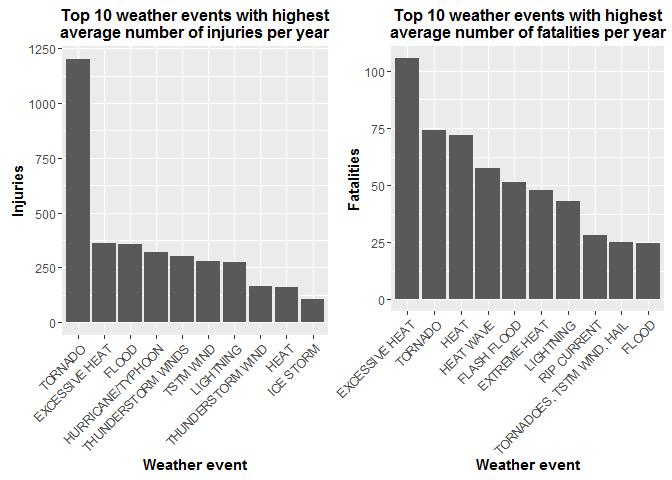 Top 10 weather events with highest
average number of injuries per year
Injuries
1250
1000
750
500
250
0
TORNADO
EXCESSIVE HEAT
FLOOD
HURRICANE/TYPHOON
THUNDERSTORM WINDS
TSTM WIND
LIGHTNING
THUNDERSTORM WIND
HEAT
ICE STORM
Weather event
Top 10 weather events with highest
average number of fatalities per year
Fatalities
100
75
50
25
0
EXCESSIVE HEAT
TORNADO
HEAT
HEAT WAVE
FLASH FLOOD
EXTREME HEAT
LIGHTNING
RIP CURRENT
TORNADOES, TSTM WIND, HAIL
FLOOD
Weather event